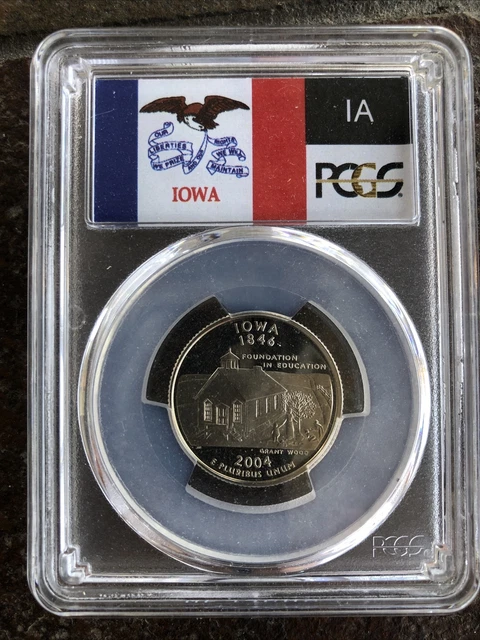 IA
OUR
LIBERTIES
WE PRIZE
AND OUR
RIGHTS
WE WILL
MAINTAIN
IOWA
PCGS
IOWA
1846
FOUNDATION
IN EDUCATION
GRANT WOOD
2004
E PLURIBUS UNUM
PCGS